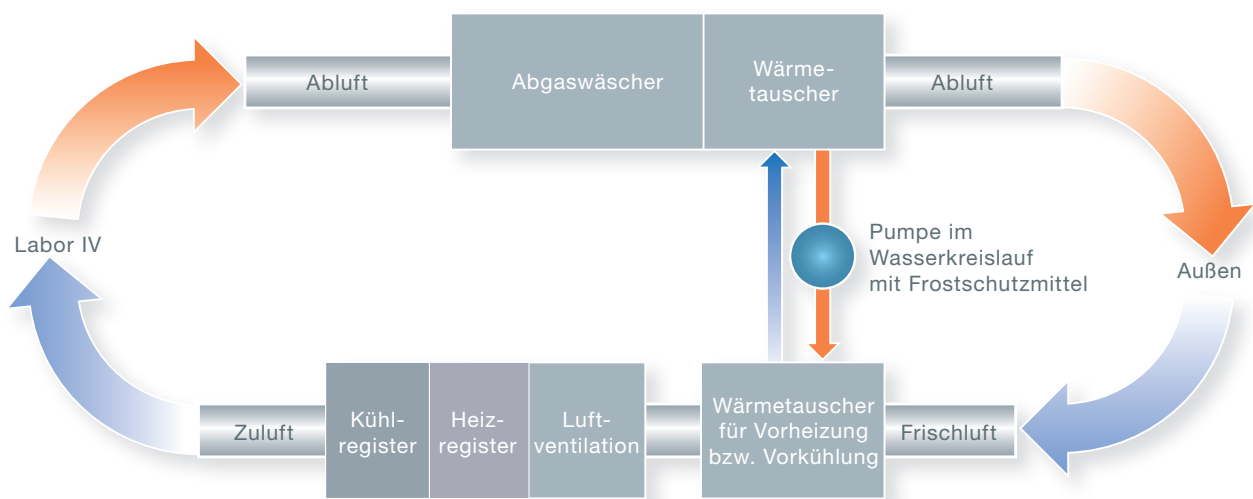 Abluft
Abgaswäscher
Wärme-
tauscher
Abluft
Labor IV
Pumpe im
Wasserkreislauf
mit Frostschutzmittel
Außen
Zuluft
Kühl-
register
Heiz-
register
Luft-
ventilation
Wärmetauscher
für Vorheizung
bzw. Vorkühlung
Frischluft